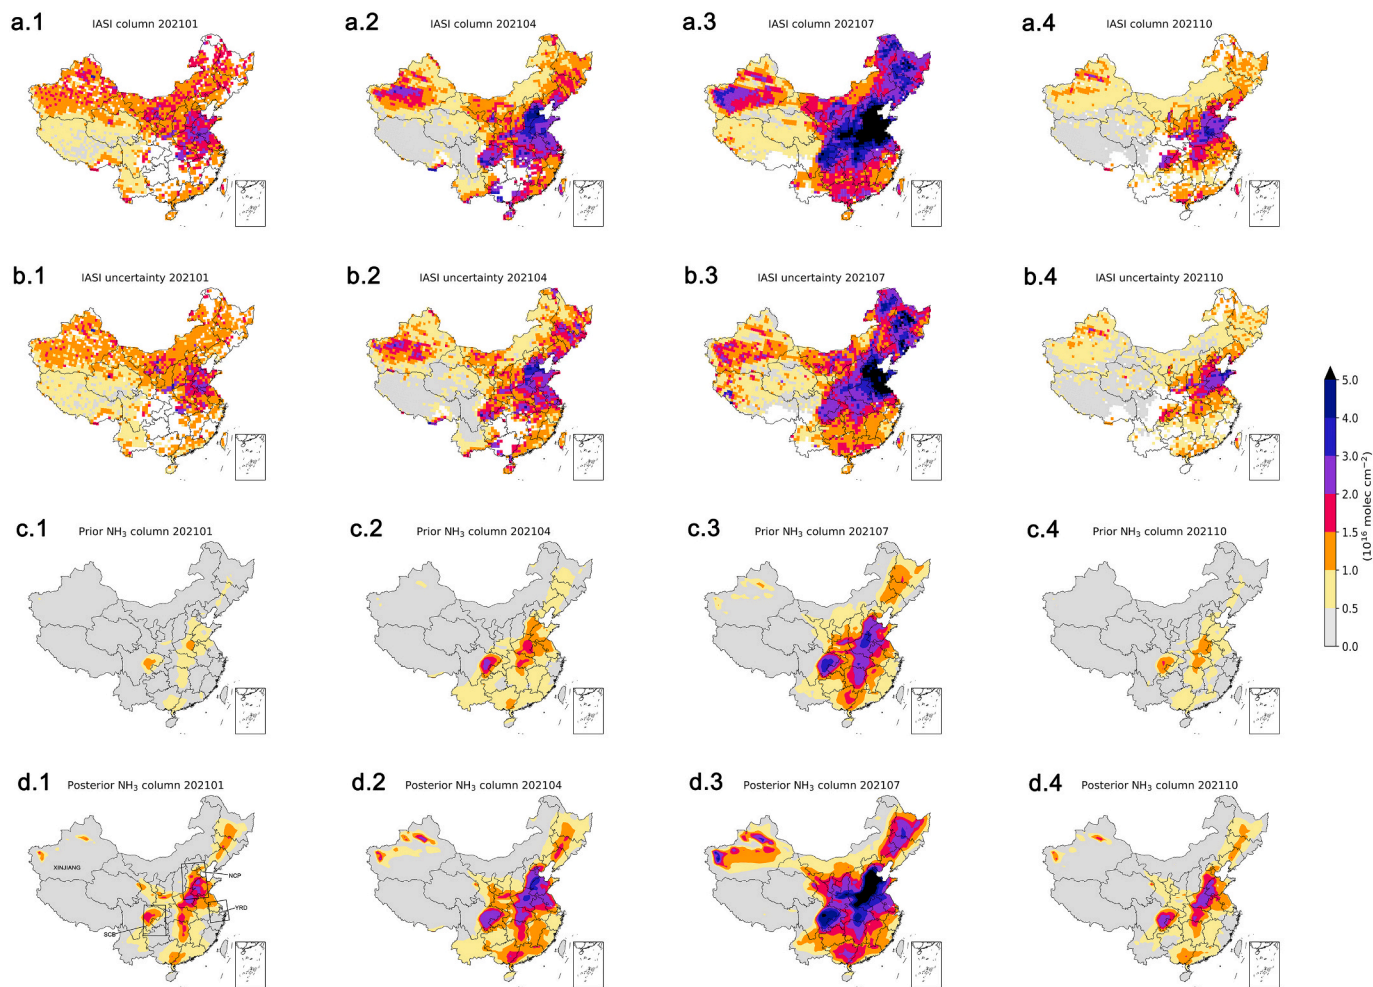 a.1 IASI column 202101
a.2 IASI column 202104
a.3 IASI column 202107
a.4 IASI column 202110
b.1 IASI uncertainty 202101
b.2 IASI uncertainty 202104
b.3 IASI uncertainty 202107
b.4 IASI uncertainty 202110
5.0
4.0
3.0
2.0
1.5
1.0
0.5
0.0
(10¹⁶ molec cm⁻²)
c.1 Prior NH₃ column 202101
c.2 Prior NH₃ column 202104
c.3 Prior NH₃ column 202107
c.4 Prior NH₃ column 202110
d.1 Posterior NH₃ column 202101
XINJIANG
NCP
YRD
SCB
d.2 Posterior NH₃ column 202104
d.3 Posterior NH₃ column 202107
d.4 Posterior NH₃ column 202110